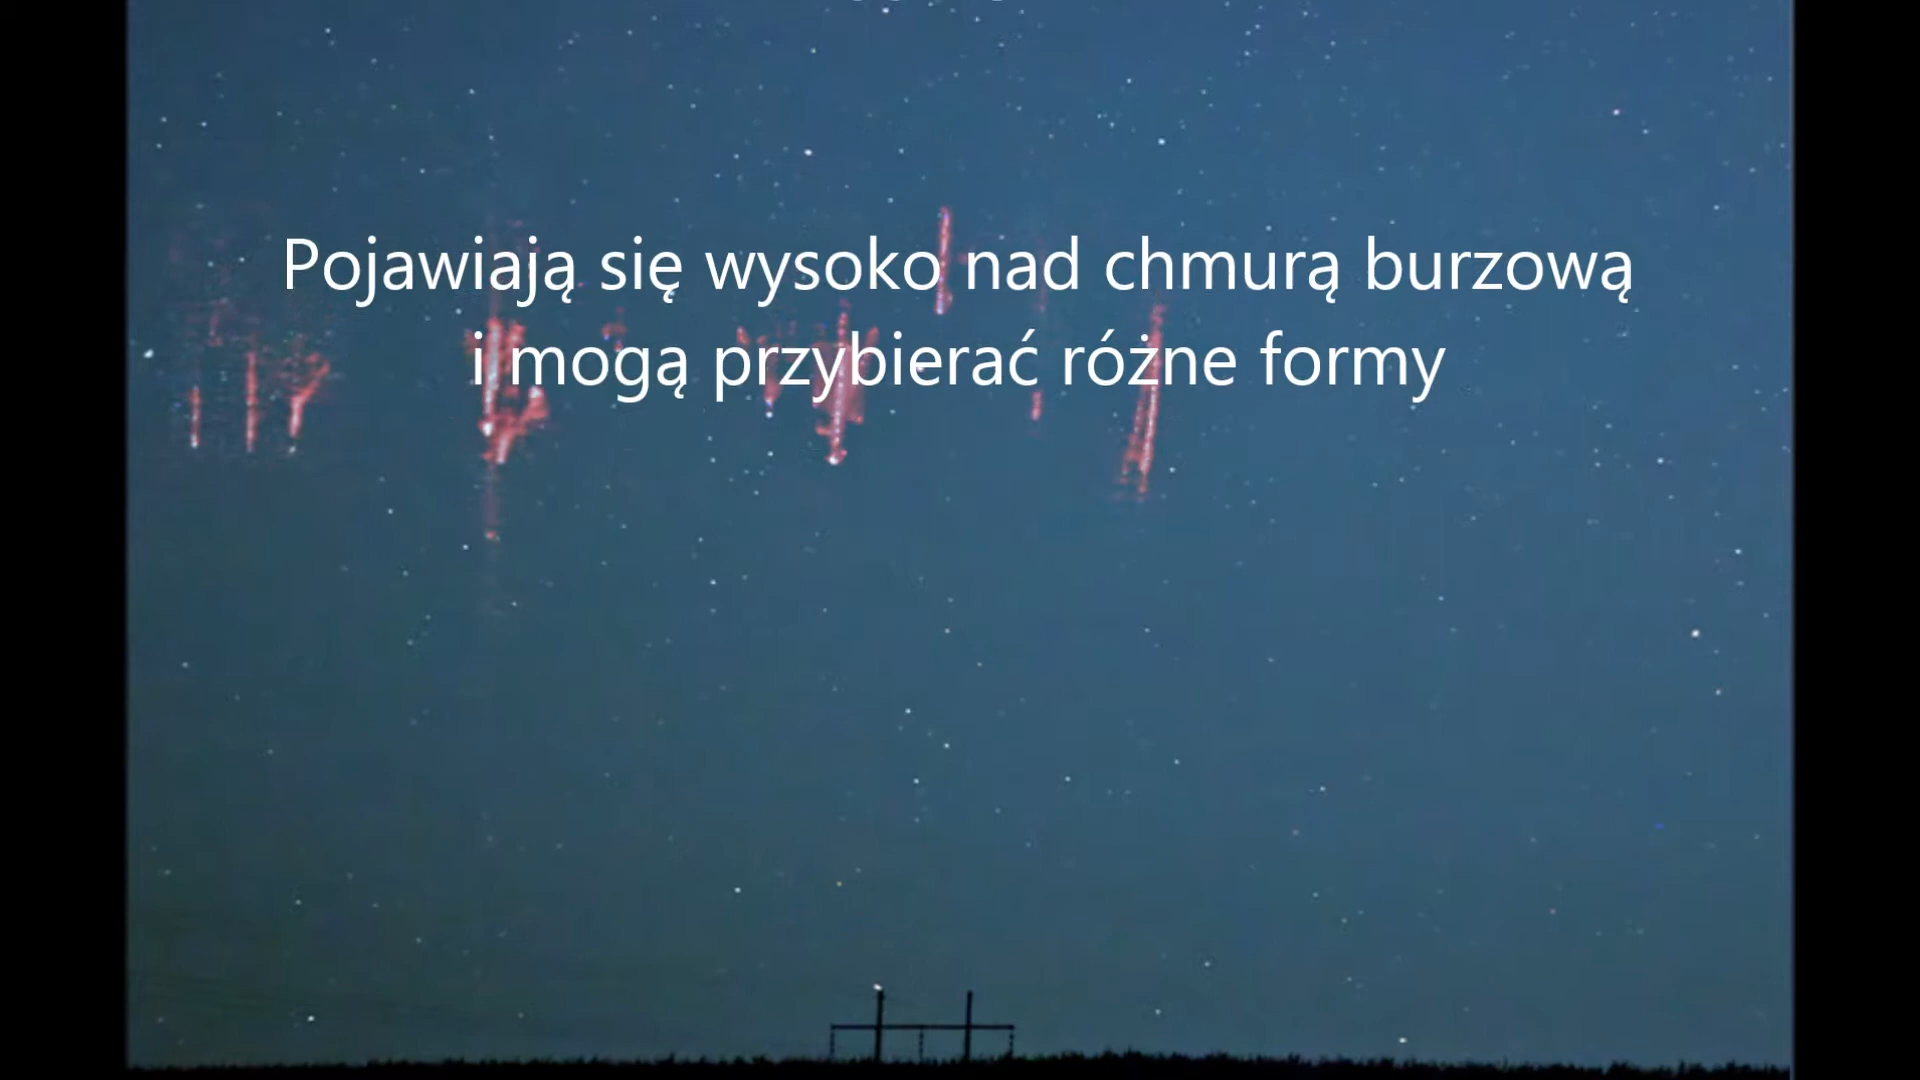 Pojawiają się wysoko nad chmurą burzową
i mogą przybierać różne formy